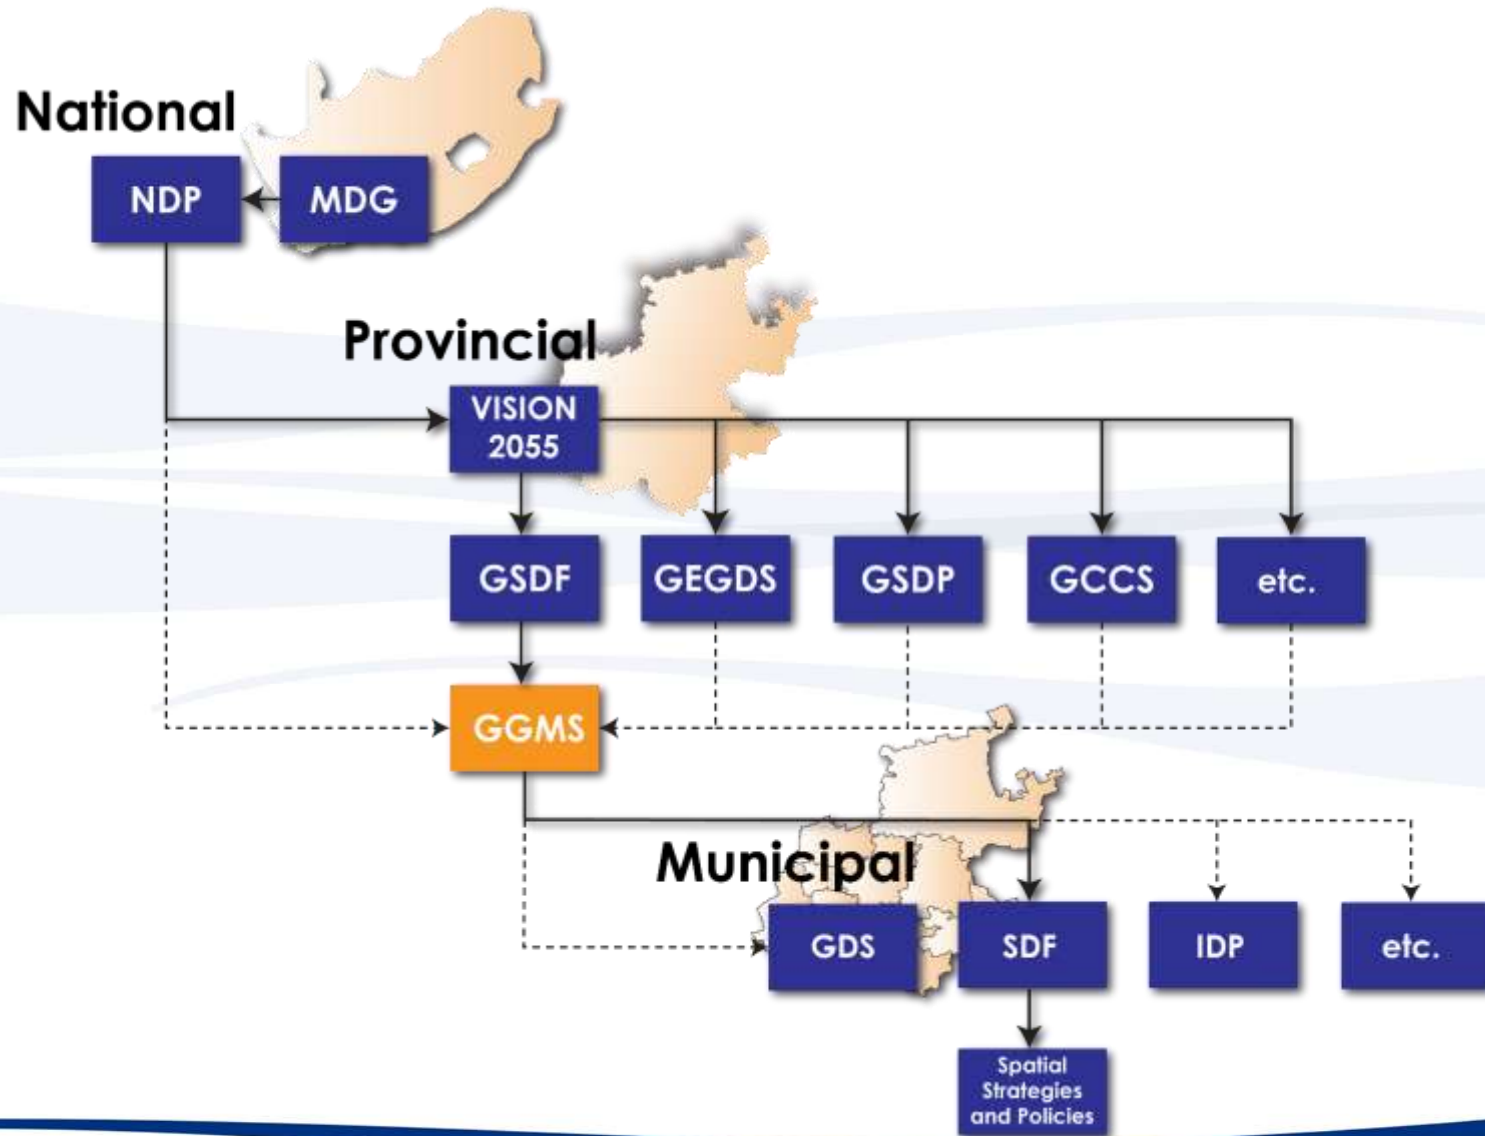 National
NDP
MDG
Provincial
VISION
2055
GSDF
GEGDS
GSDP
GCCS
etc.
GGMS
Municipal
GDS
SDF
IDP
etc.
Spatial
Strategies
and Policies